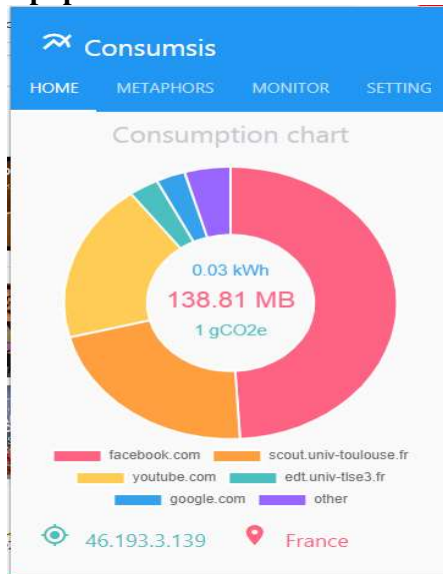 Consumsis
HOME METAPHORS MONITOR SETTING
Consumption chart
0.03 kWh
138.81 MB
1 gCO2e
facebook.com scout.univ-toulouse.fr
youtube.com edt.univ-tlse3.fr
google.com other
46.193.3.139 France